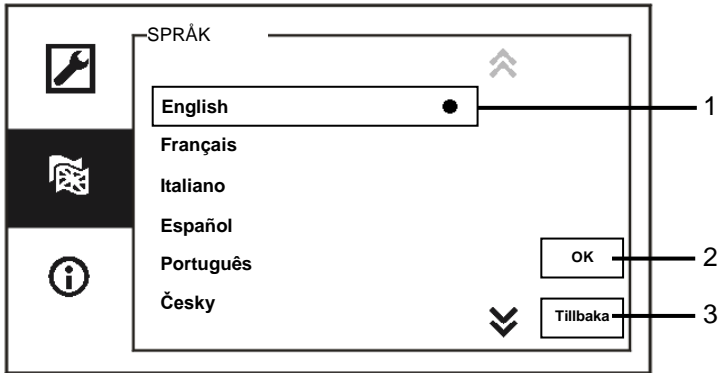 SPRÅK
English
1
Français
Italiano
Español
Português
OK
2
Česky
Tillbaka
3